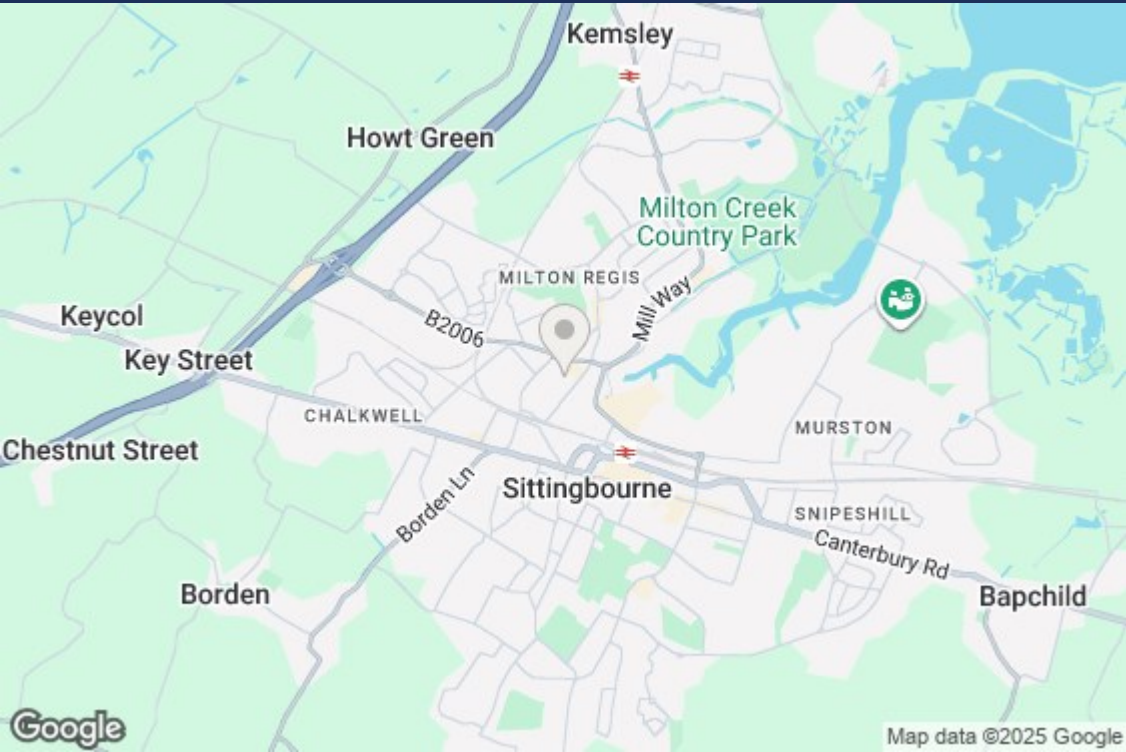 Kemsley
Howt Green
Milton Creek
Country Park
MILTON REGIS
Mill Way
Keycol
B2006
Key Street
CHALKWELL
MURSTON
Chestnut Street
Sittingbourne
Borden Ln
SNIPESHILL
Canterbury Rd
Borden
Bapchild
Google
Map data ©2025 Google